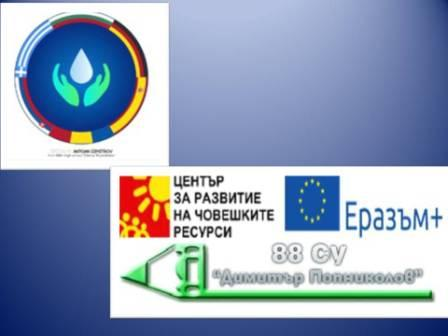 ЦЕНТЪР
ЗА РАЗВИТИЕ
НА ЧОВЕШКИТЕ
РЕСУРСИ
Еразъм+
88 СУ
"Димитър Попниколов"